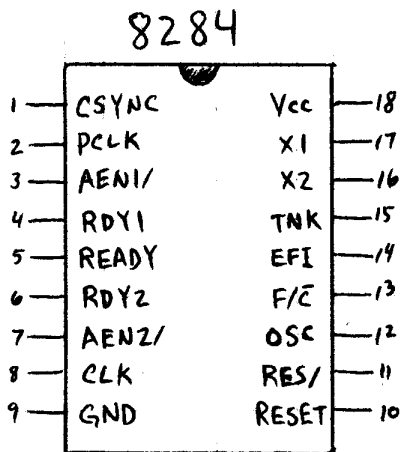 8284
1 CSYNC Vcc 18
2 PCLK X1 17
3 AEN1/ X2 16
4 RDY1 TNK 15
5 READY EFI 14
6 RDY2 F/C̅ 13
7 AEN2/ OSC 12
8 CLK RES/ 11
9 GND RESET 10